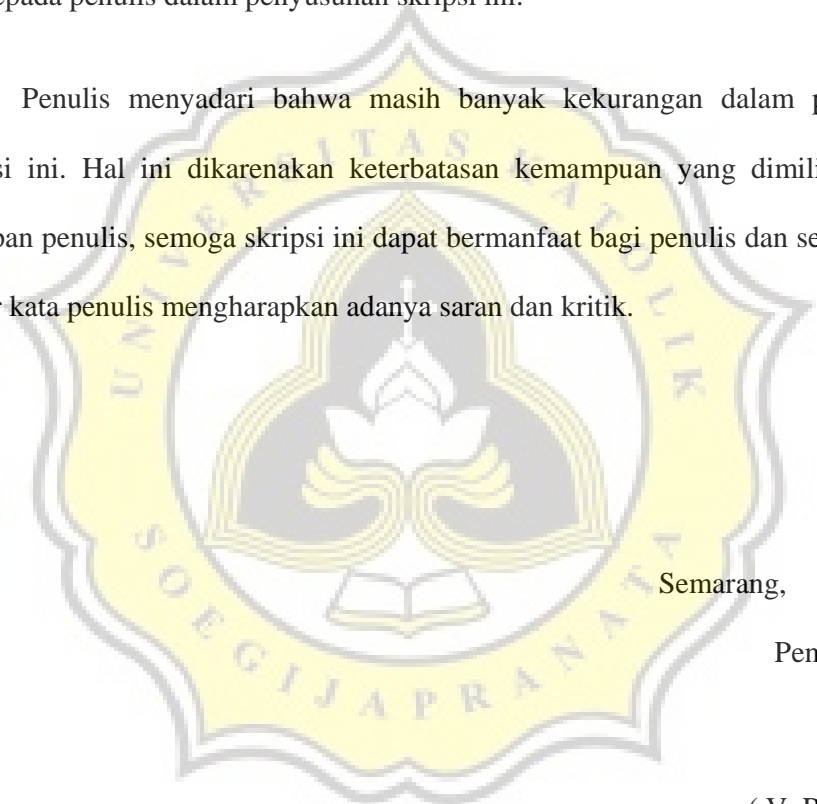 epada penulis dalam penyusunan skripsi ini.
Penulis menyadari bahwa masih banyak kekurangan dalam p
si ini. Hal ini dikarenakan keterbatasan kemampuan yang dimili
pan penulis, semoga skripsi ini dapat bermanfaat bagi penulis dan se
r kata penulis mengharapkan adanya saran dan kritik.
UNIVERSITAS KATOLIK
SOEGIJAPRANATA
Semarang,
Pen